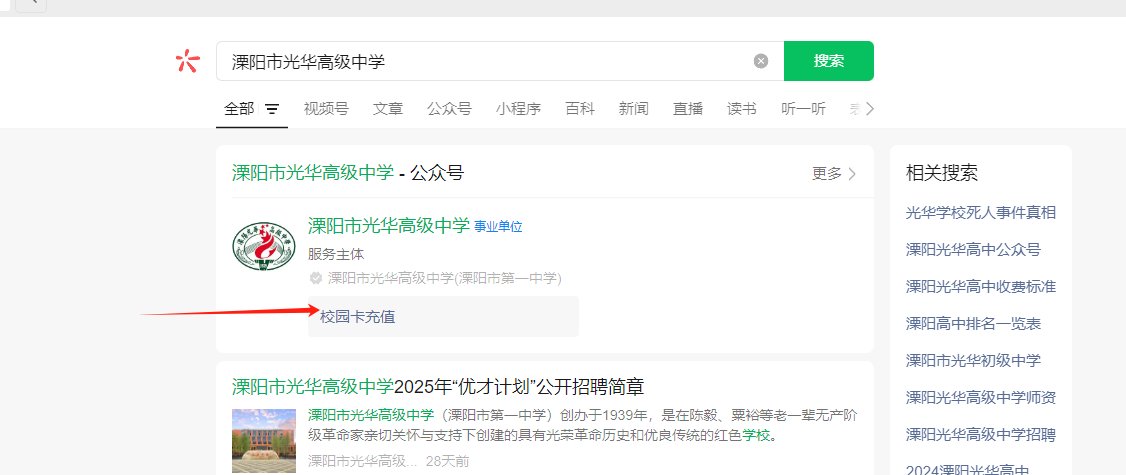 溧阳市光华高级中学
搜索
全部 视频号 文章 公众号 小程序 百科 新闻 直播 读书 听一听
溧阳市光华高级中学 - 公众号 更多
溧阳市光华高级中学 事业单位
服务主体
溧阳市光华高级中学(溧阳市第一中学)
校园卡充值
溧阳市光华高级中学2025年“优才计划”公开招聘简章
溧阳市光华高级中学（溧阳市第一中学）创办于1939年，是在陈毅、粟裕等老一辈无产阶
级革命家亲切关怀与支持下创建的具有光荣革命历史和优良传统的红色学校。
溧阳市光华高级... 28天前
相关搜索
光华学校死人事件真相
溧阳光华高中公众号
溧阳光华高中收费标准
溧阳高中排名一览表
溧阳市光华初级中学
溧阳光华高级中学师资
溧阳光华高级中学招聘
2024溧阳光华高中